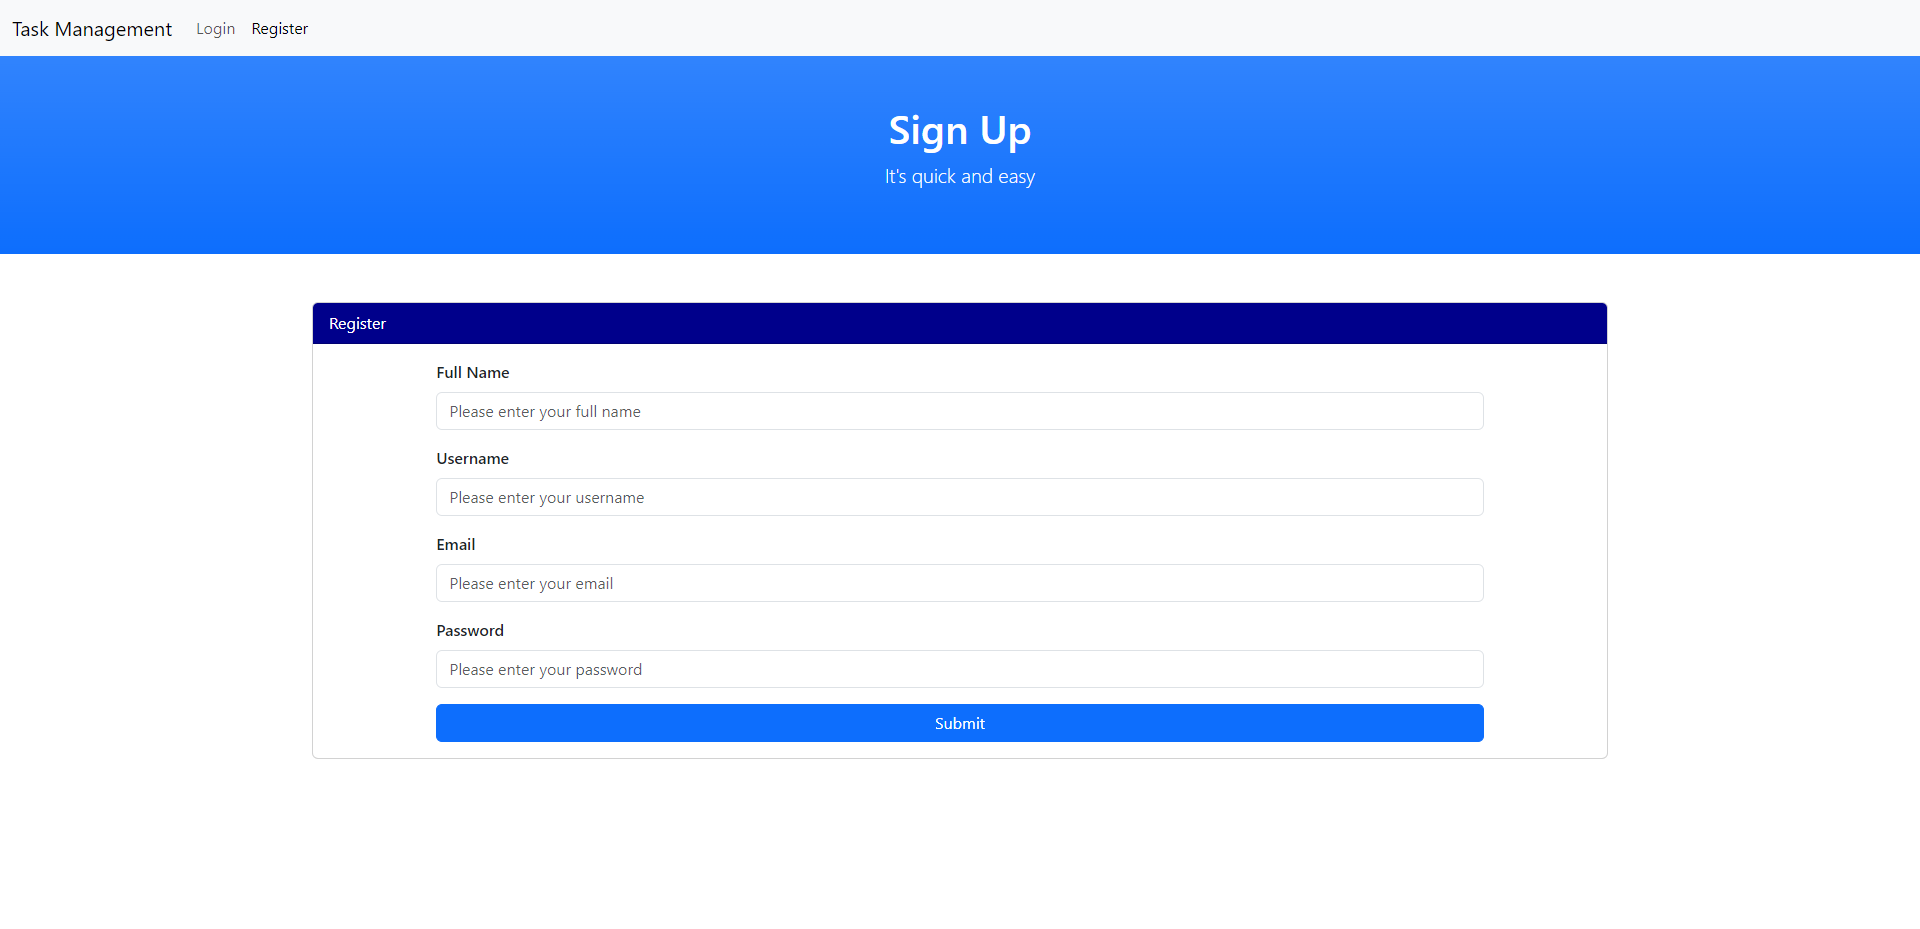 Task Management Login Register
Sign Up
It's quick and easy
Register
Full Name
Please enter your full name
Username
Please enter your username
Email
Please enter your email
Password
Please enter your password
Submit